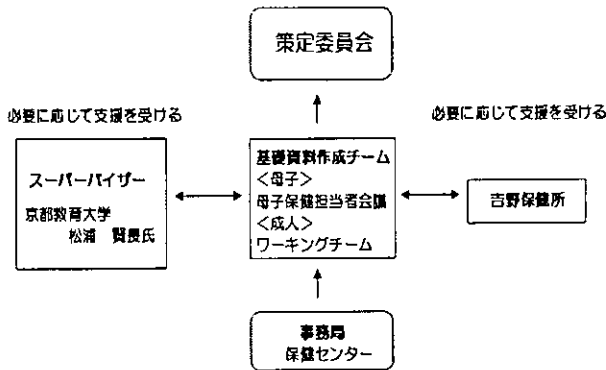 策定委員会
必要に応じて支援を受ける
必要に応じて支援を受ける
スーパーバイザー
京都教育大学
松浦 賢長氏
基礎資料作成チーム
<母子>
母子保健担当者会議
<成人>
ワーキングチーム
吉野保健所
事務局
保健センター